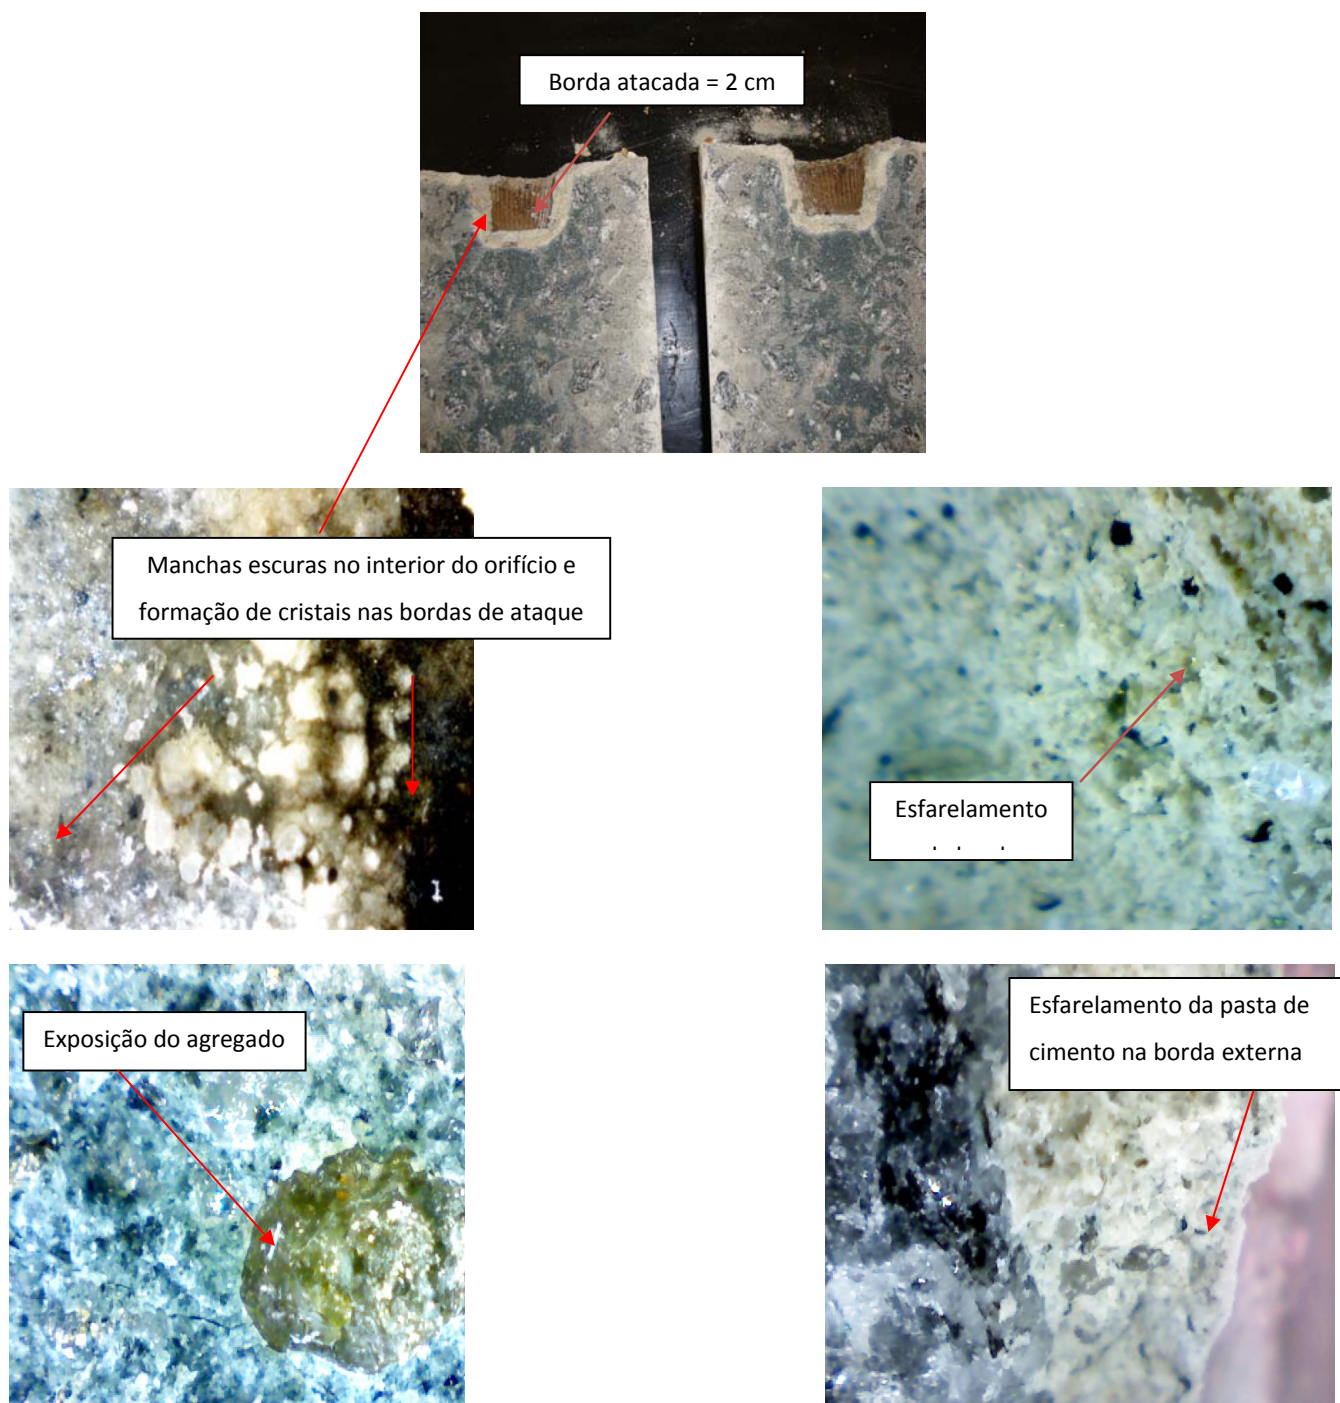 Borda atacada = 2 cm
Manchas escuras no interior do orifício e
formação de cristais nas bordas de ataque
Esfarelamento
Exposição do agregado
Esfarelamento da pasta de
cimento na borda externa